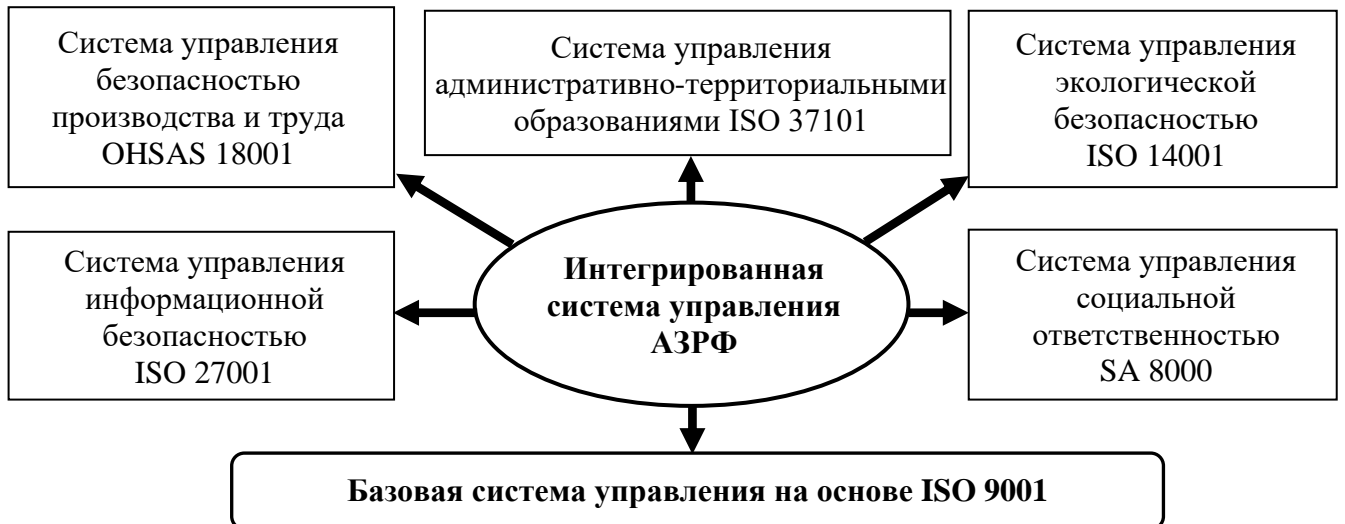 Система управления
безопасностью
производства и труда
OHSAS 18001
Система управления
административно-территориальными
образованиями ISO 37101
Система управления
экологической
безопасностью
ISO 14001
Система управления
информационной
безопасностью
ISO 27001
Интегрированная
система управления
АЗРФ
Система управления
социальной
ответственностью
SA 8000
Базовая система управления на основе ISO 9001